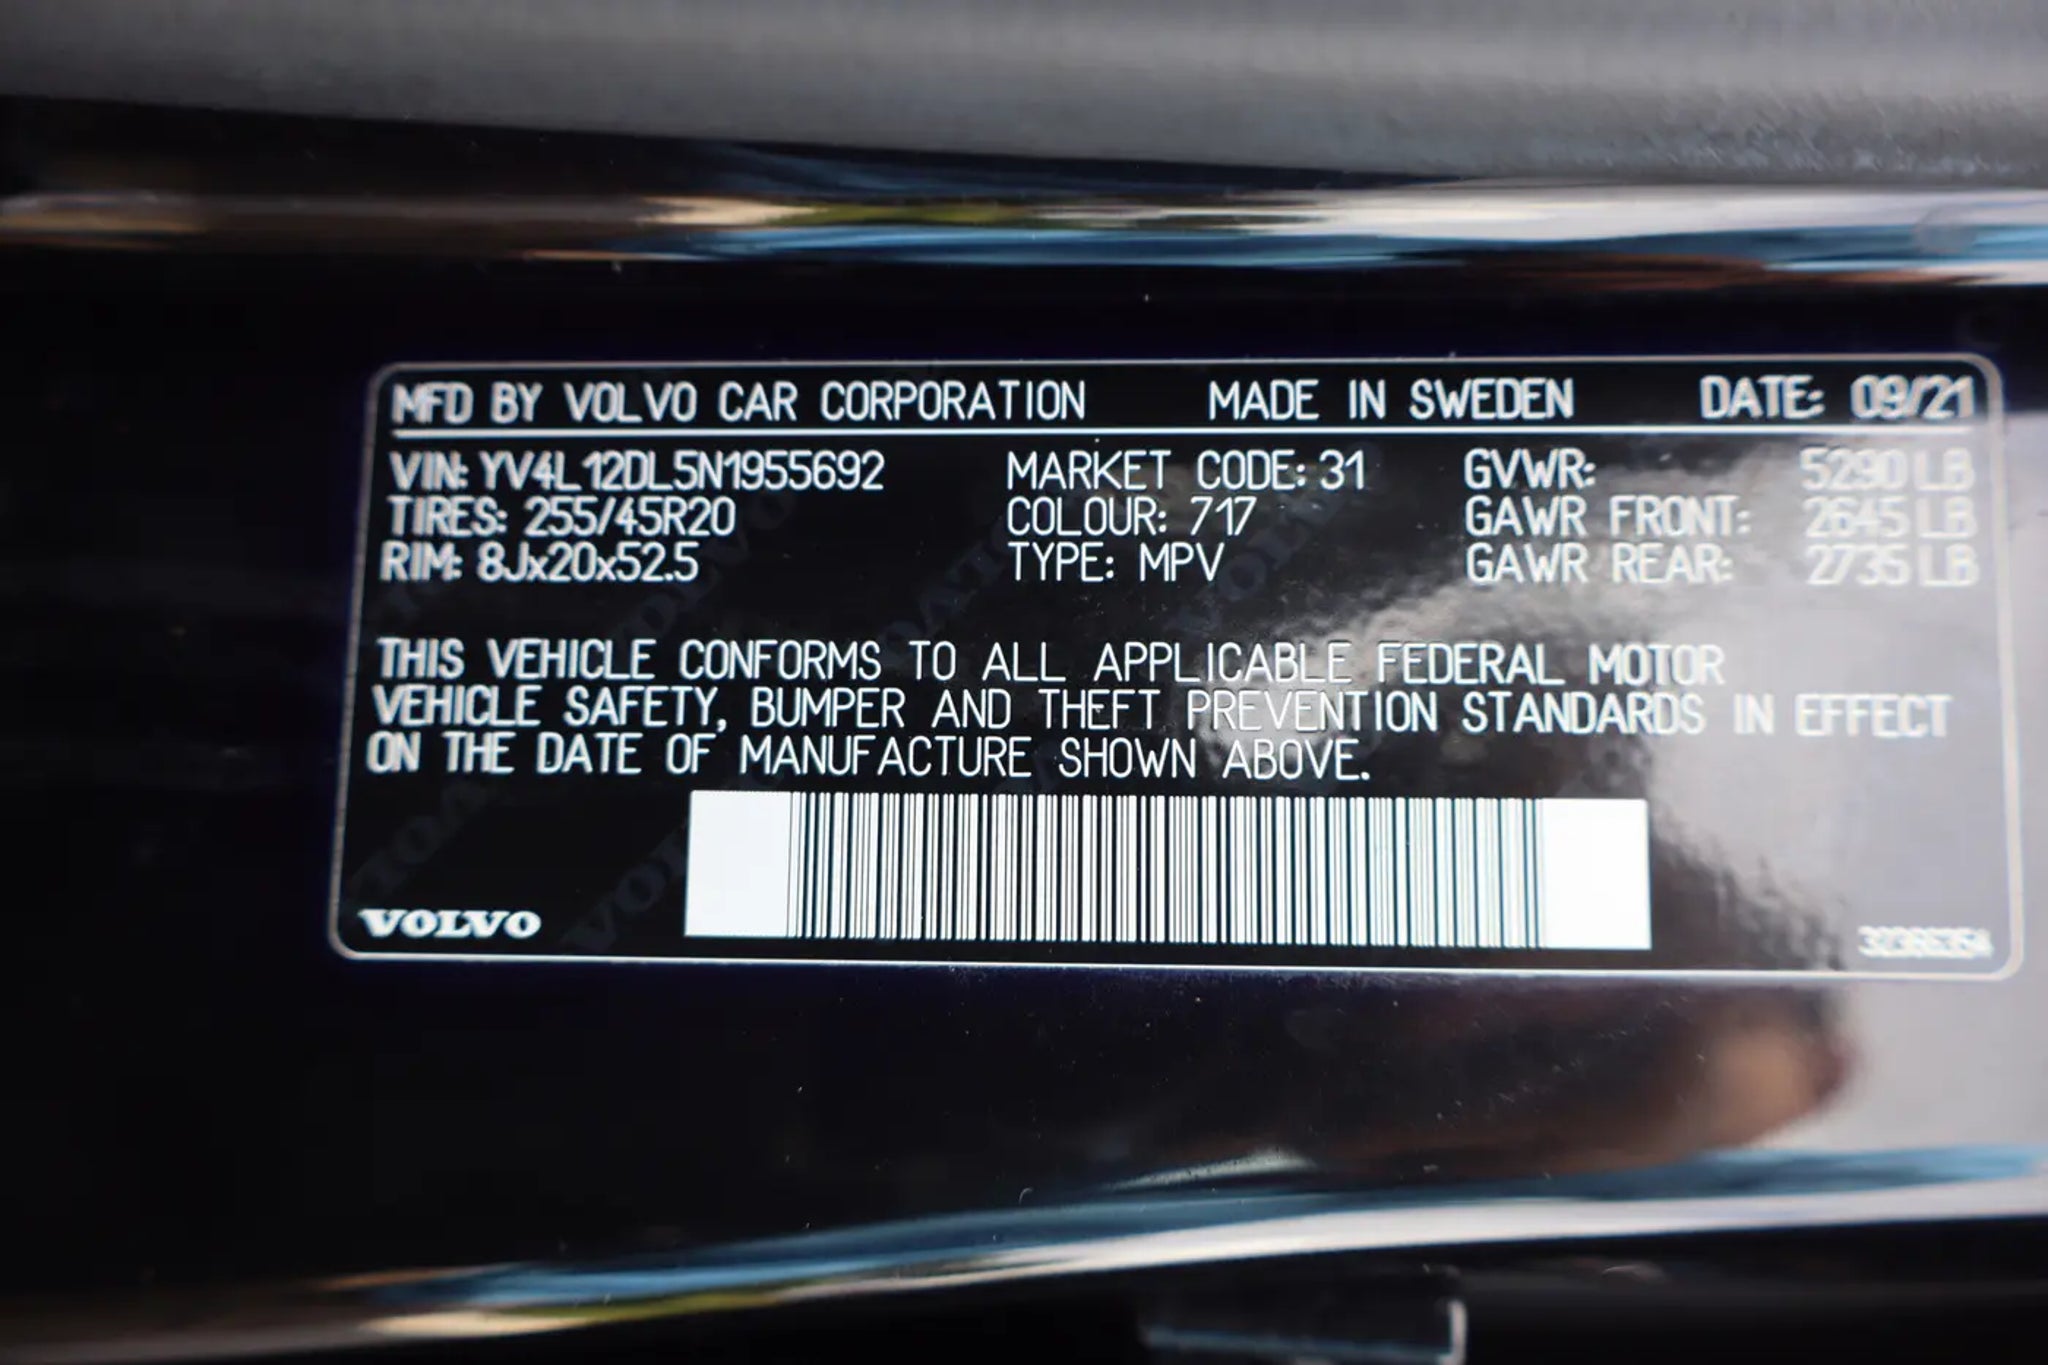 MFD BY VOLVO CAR CORPORATION MADE IN SWEDEN DATE: 09/21
VIN: YV4L12DL5N1955692 MARKET CODE: 31 GVWR: 5290 LB
TIRES: 255/45R20 COLOUR: 717 GAWR FRONT: 2645 LB
RIM: 8Jx20x52.5 TYPE: MPV GAWR REAR: 2735 LB
THIS VEHICLE CONFORMS TO ALL APPLICABLE FEDERAL MOTOR
VEHICLE SAFETY, BUMPER AND THEFT PREVENTION STANDARDS IN EFFECT
ON THE DATE OF MANUFACTURE SHOWN ABOVE.
VOLVO